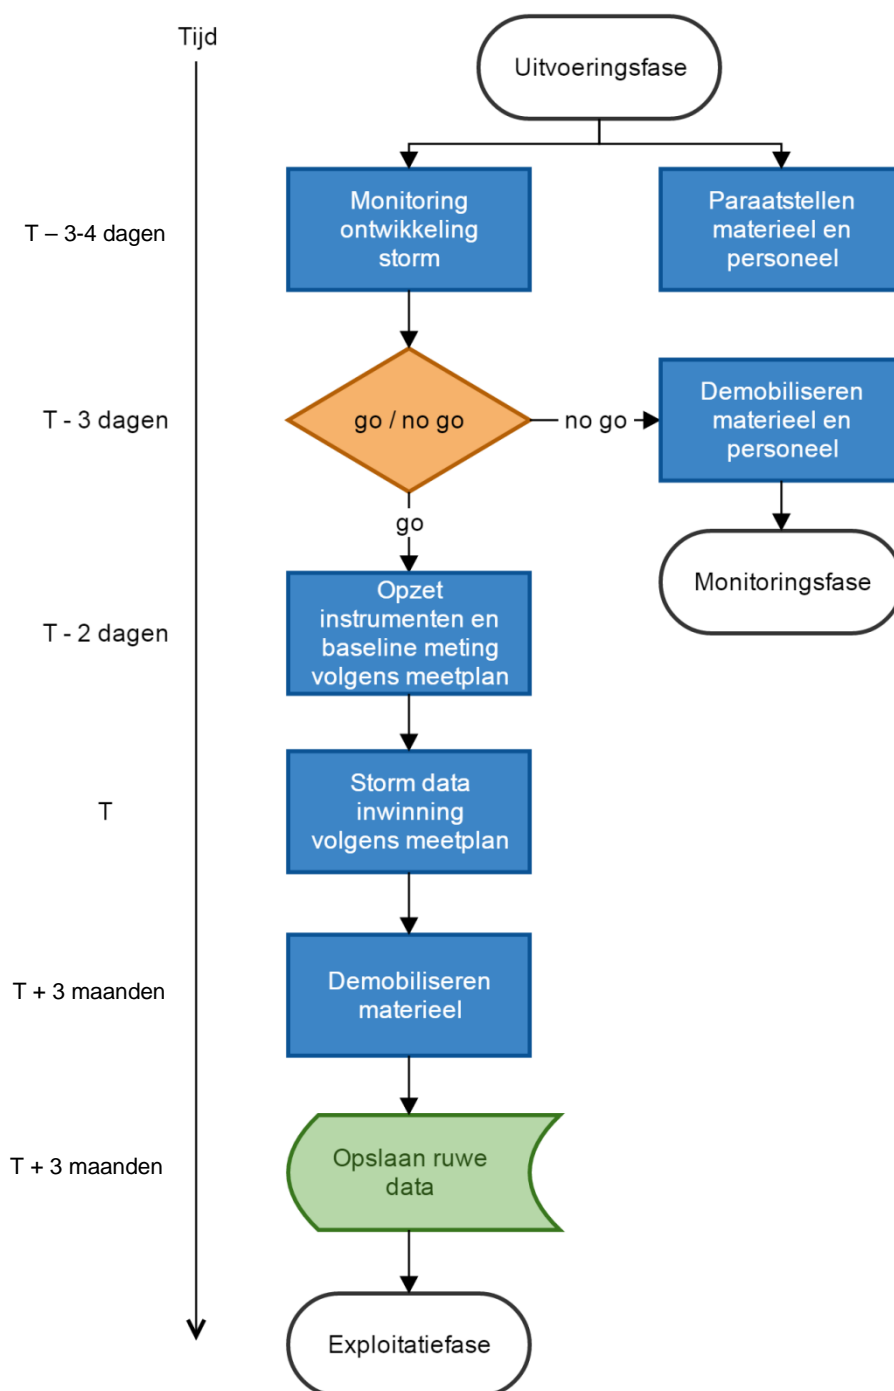 Tijd
Uitvoeringsfase
T – 3-4 dagen
Monitoring
ontwikkeling
storm
Paraatstellen
materieel en
personeel
T - 3 dagen
go / no go
no go
Demobiliseren
materieel en
personeel
go
Monitoringsfase
T - 2 dagen
Opzet
instrumenten en
baseline meting
volgens meetplan
T
Storm data
inwinning
volgens meetplan
T + 3 maanden
Demobiliseren
materieel
T + 3 maanden
Opslaan ruwe
data
Exploitatiefase